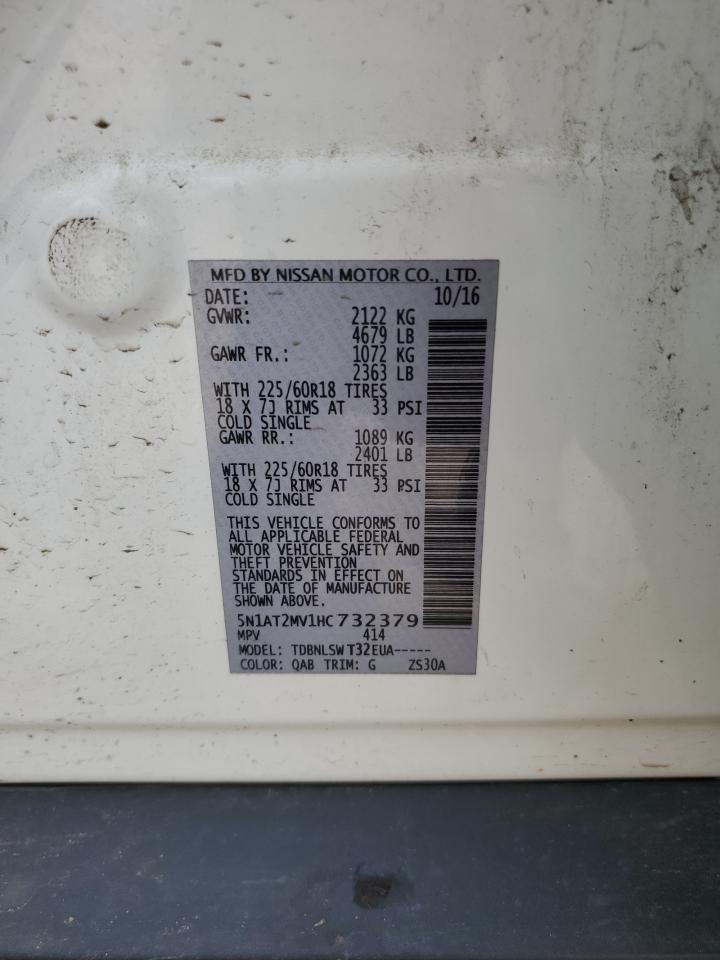 MFD BY NISSAN MOTOR CO., LTD.
DATE: 10/16
GVWR: 2122 KG
4679 LB
GAWR FR.: 1072 KG
2363 LB
WITH 225/60R18 TIRES
18 X 7J RIMS AT 33 PSI
COLD SINGLE
GAWR RR.: 1089 KG
2401 LB
WITH 225/60R18 TIRES
18 X 7J RIMS AT 33 PSI
COLD SINGLE
THIS VEHICLE CONFORMS TO
ALL APPLICABLE FEDERAL
MOTOR VEHICLE SAFETY AND
THEFT PREVENTION
STANDARDS IN EFFECT ON
THE DATE OF MANUFACTURE
SHOWN ABOVE.
5N1AT2MV1HC732379
MPV 414
MODEL: TDBNLSW T32EUA-----
COLOR: QAB TRIM: G ZS30A